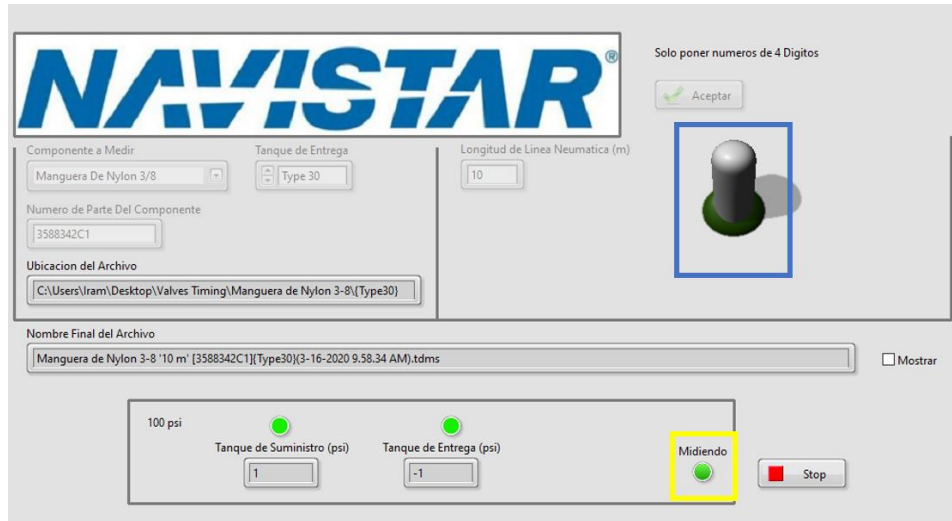 NAVISTAR®
Solo poner numeros de 4 Digitos
Aceptar
Componente a Medir
Tanque de Entrega
Longitud de Linea Neumatica (m)
Manguera De Nylon 3/8
Type 30
10
Numero de Parte Del Componente
3588342C1
Ubicacion del Archivo
C:\Users\Iram\Desktop\Valves Timing\Manguera de Nylon 3-8\{Type30}
Nombre Final del Archivo
Manguera de Nylon 3-8 '10 m' [3588342C1]{Type30}(3-16-2020 9.58.34 AM).tdms
Mostrar
100 psi
Tanque de Suministro (psi)
Tanque de Entrega (psi)
Midiendo
1
-1
Stop